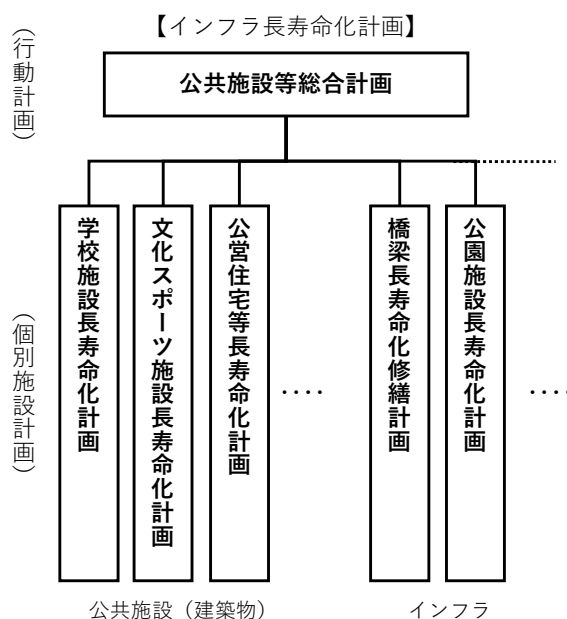 【インフラ長寿命化計画】
（行動計画）
公共施設等総合計画
（個別施設計画）
学校施設長寿命化計画
文化スポーツ施設長寿命化計画
公営住宅等長寿命化計画
‥‥
橋梁長寿命化修繕計画
公園施設長寿命化計画
‥‥
公共施設（建築物）
インフラ